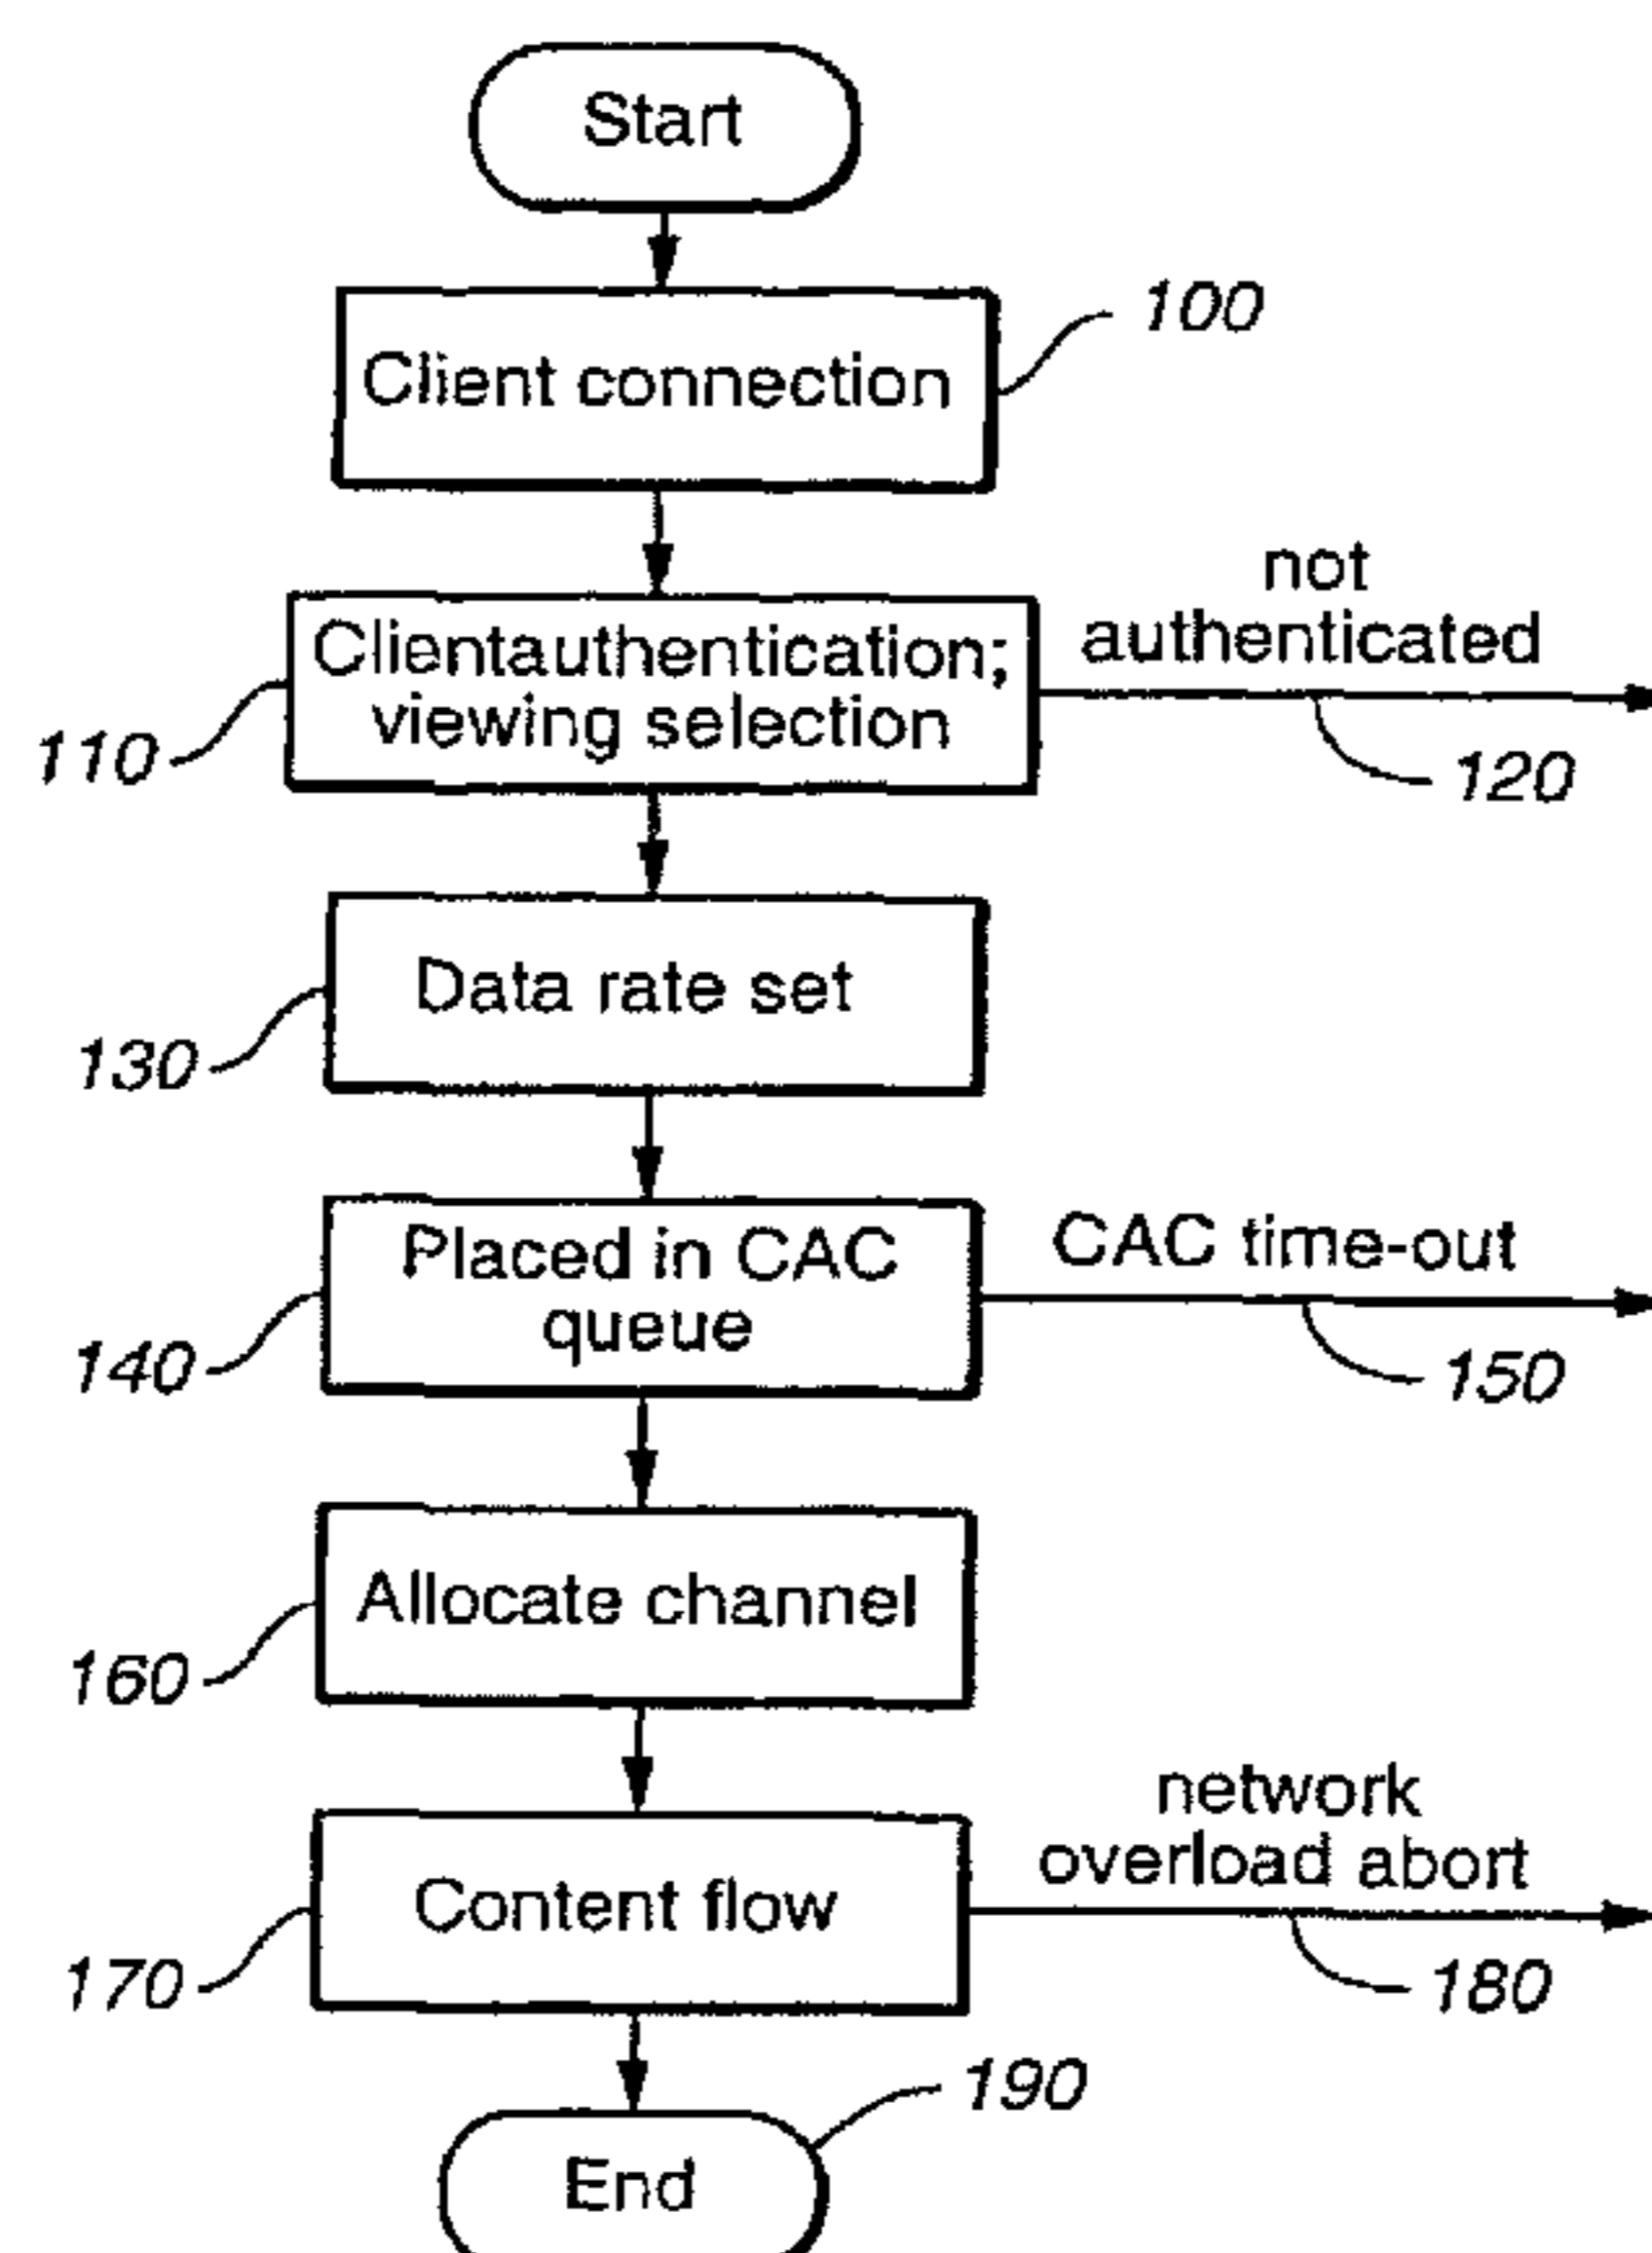 Start
Client connection
100
Clientauthentication;
viewing selection
110
not
authenticated
120
Data rate set
130
Placed in CAC
queue
140
CAC time-out
150
Allocate channel
160
Content flow
170
network
overload abort
180
End
190